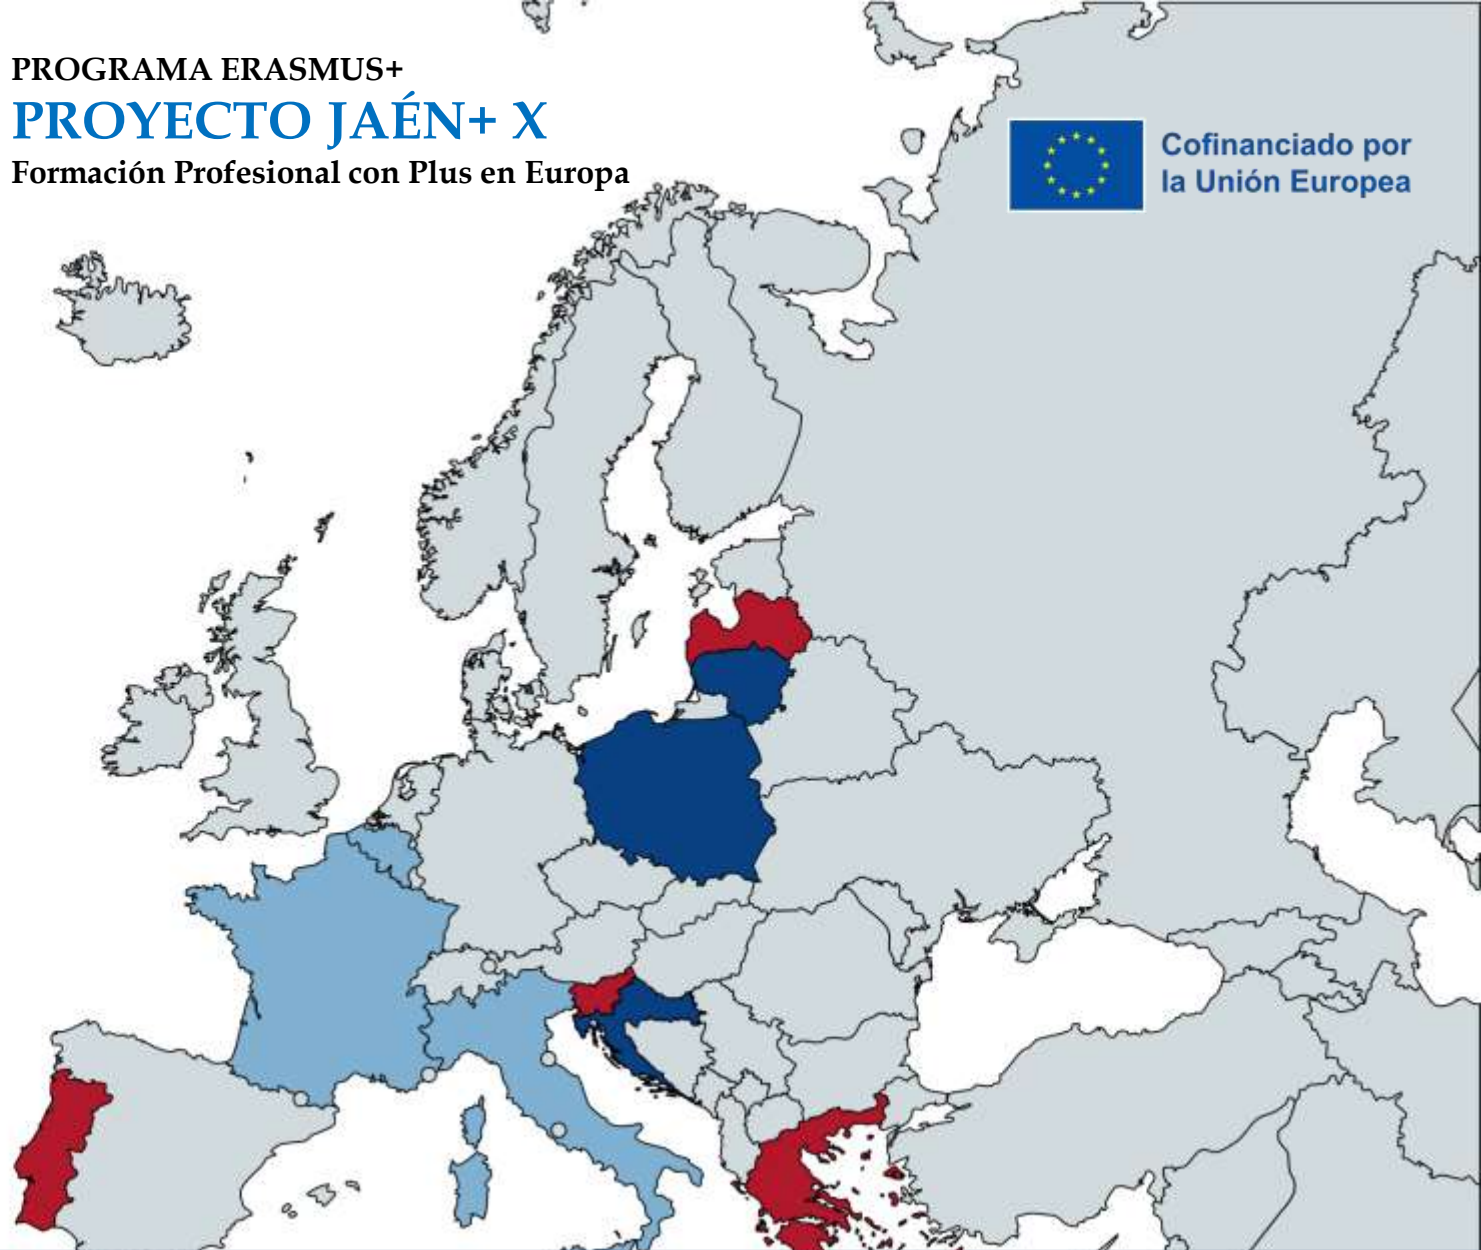 PROGRAMA ERASMUS+
PROYECTO JAÉN+ X
Formación Profesional con Plus en Europa
Cofinanciado por
la Unión Europea